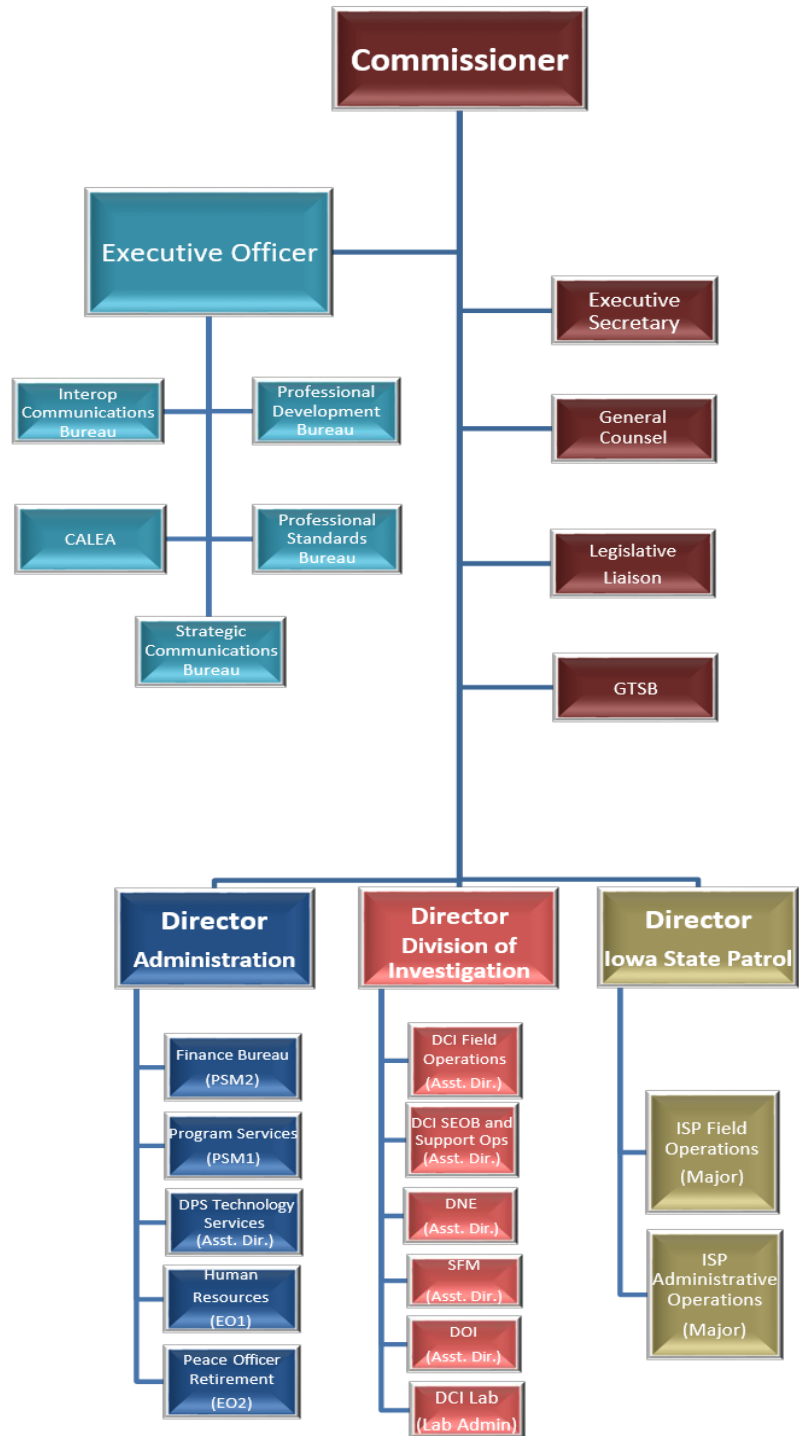 Commissioner
Executive Officer
Interop
Communications
Bureau
Professional
Development
Bureau
CALEA
Professional
Standards
Bureau
Strategic
Communications
Bureau
Executive
Secretary
General
Counsel
Legislative
Liaison
GTSB
Director
Administration
Finance Bureau
(PSM2)
Program Services
(PSM1)
DPS Technology
Services
(Asst. Dir.)
Human
Resources
(EO1)
Peace Officer
Retirement
(EO2)
Director
Division of
Investigation
DCI Field
Operations
(Asst. Dir.)
DCI SEOB and
Support Ops
(Asst. Dir.)
DNE
(Asst. Dir.)
SFM
(Asst. Dir.)
DOI
(Asst. Dir.)
DCI Lab
(Lab Admin)
Director
Iowa State Patrol
ISP Field
Operations
(Major)
ISP
Administrative
Operations
(Major)